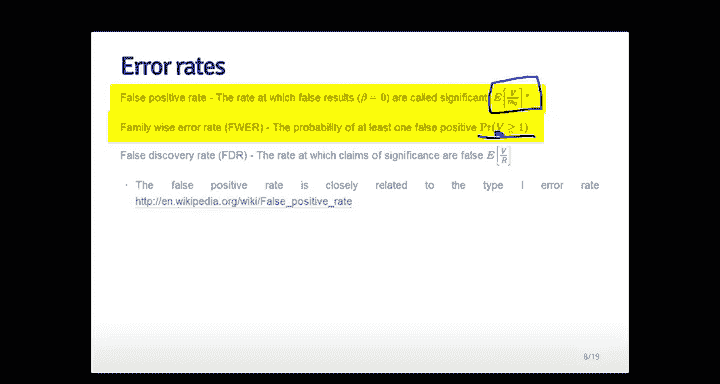 Error rates
False positive rate - The rate at which false results (β = 0) are called significant: E[V/m₀] *
Family wise error rate (FWER) - The probability of at least one false positive Pr(V ≥ 1)
False discovery rate (FDR) - The rate at which claims of significance are false E[V/R]
· The false positive rate is closely related to the type I error rate
http://en.wikipedia.org/wiki/False_positive_rate
8/19